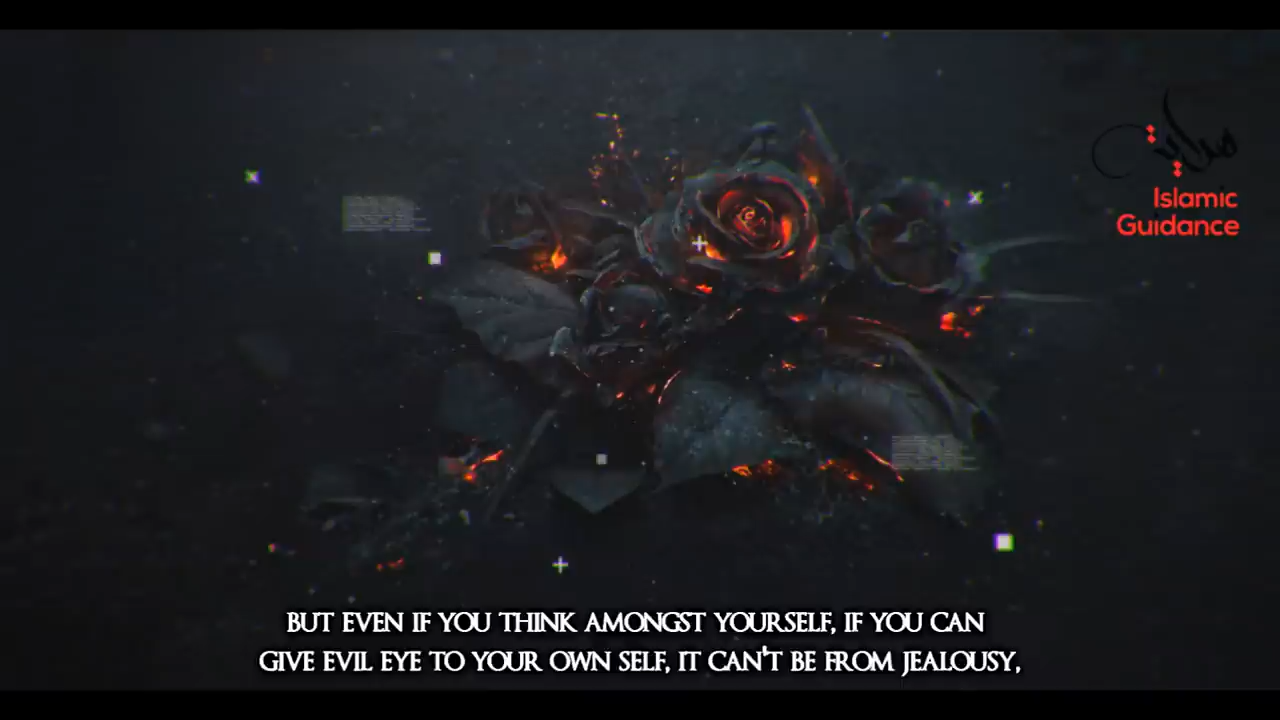 هداية
Islamic
Guidance
BUT EVEN IF YOU THINK AMONGST YOURSELF, IF YOU CAN
GIVE EVIL EYE TO YOUR OWN SELF, IT CAN'T BE FROM JEALOUSY,